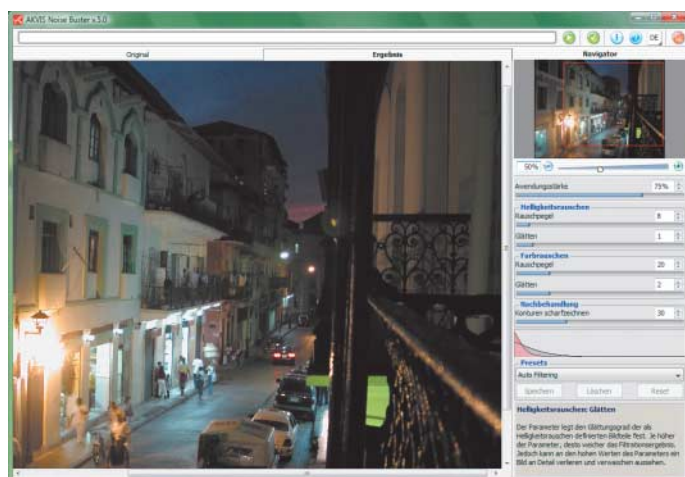 AKVIS Noise Buster v.3.0
DE
Original
Ergebnis
Navigator
50%
Anwendungsstärke 75%
Helligkeitsrauschen
Rauschpegel 8
Glätten 1
Farbrauschen
Rauschpegel 20
Glätten 2
Nachbehandlung
Konturen scharfzeichnen 30
Presets
Auto Filtering
Speichern Löschen Reset
Helligkeitsrauschen: Glätten
Der Parameter legt den Glättungsgrad der als
Helligkeitsrauschen definierten Bildteile fest. Je höher
der Parameter, desto weicher das Filtrationsergebnis.
Jedoch kann an den hohen Werten des Parameters ein
Bild an Detail verlieren und verwaschen aussehen.